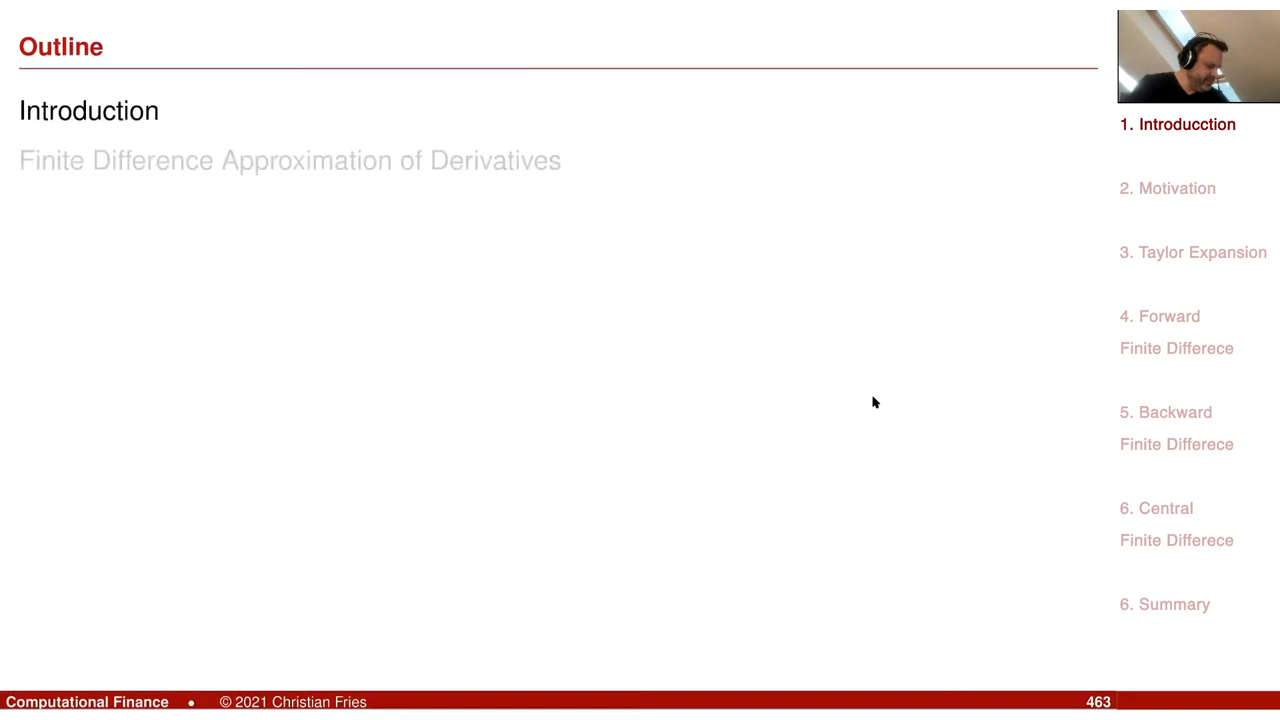 Outline
Introduction
Finite Difference Approximation of Derivatives
1. Introducction
2. Motivation
3. Taylor Expansion
4. Forward
Finite Differece
5. Backward
Finite Differece
6. Central
Finite Differece
6. Summary
Computational Finance • © 2021 Christian Fries 463